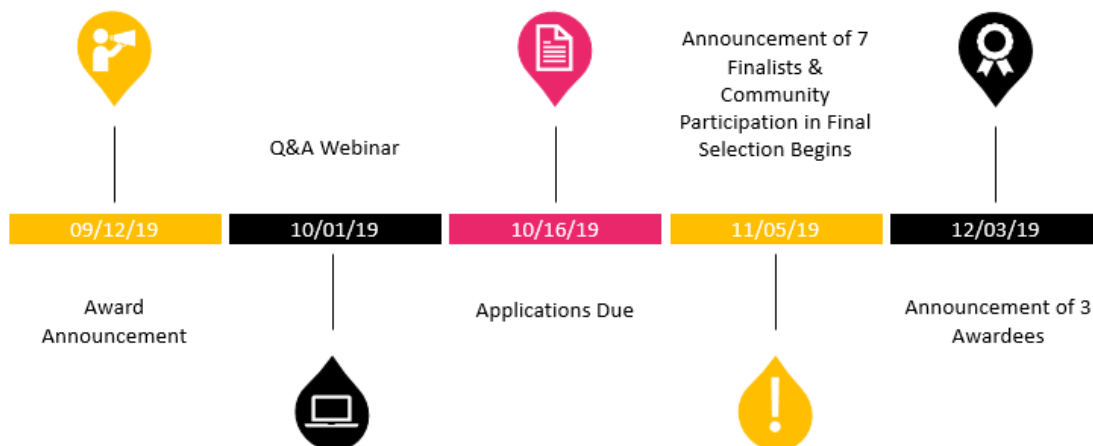 Announcement of 7
Finalists &
Community
Participation in Final
Selection Begins
Q&A Webinar
09/12/19
10/01/19
10/16/19
11/05/19
12/03/19
Award
Announcement
Applications Due
Announcement of 3
Awardees